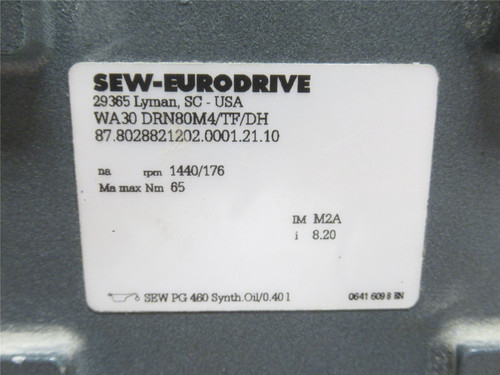 SEW-EURODRIVE
29365 Lyman, SC - USA
WA30 DRN80M4/TF/DH
87.8028821202.0001.21.10
na rpm 1440/176
Ma max Nm 65
IM M2A
i 8.20
SEW PG 460 Synth.Oil/0.40 l
0641 609 8 EN